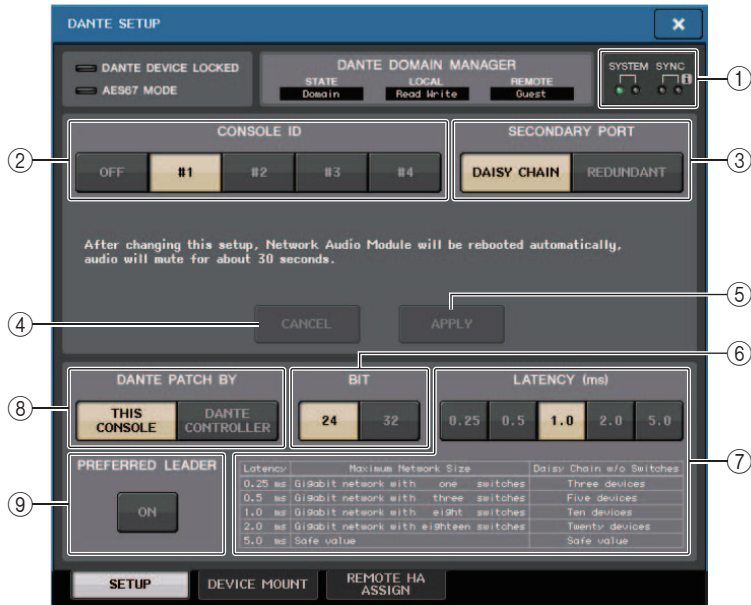 DANTE SETUP
×
DANTE DEVICE LOCKED
AES67 MODE
DANTE DOMAIN MANAGER
STATE LOCAL REMOTE
Domain Read Write Guest
SYSTEM SYNC
i
①
②
CONSOLE ID
OFF #1 #2 #3 #4
SECONDARY PORT
DAISY CHAIN REDUNDANT
③
After changing this setup, Network Audio Module will be rebooted automatically,
audio will mute for about 30 seconds.
④
CANCEL APPLY
⑤
⑥
⑧
DANTE PATCH BY
THIS CONSOLE DANTE CONTROLLER
BIT
24 32
LATENCY (ms)
0.25 0.5 1.0 2.0 5.0
⑦
⑨
PREFERRED LEADER
ON
Latency Maximum Network Size Daisy Chain w/o Switches
0.25 ms Gigabit network with one switches Three devices
0.5 ms Gigabit network with three switches Five devices
1.0 ms Gigabit network with eight switches Ten devices
2.0 ms Gigabit network with eighteen switches Twenty devices
5.0 ms Safe value Safe value
SETUP DEVICE MOUNT REMOTE HA ASSIGN